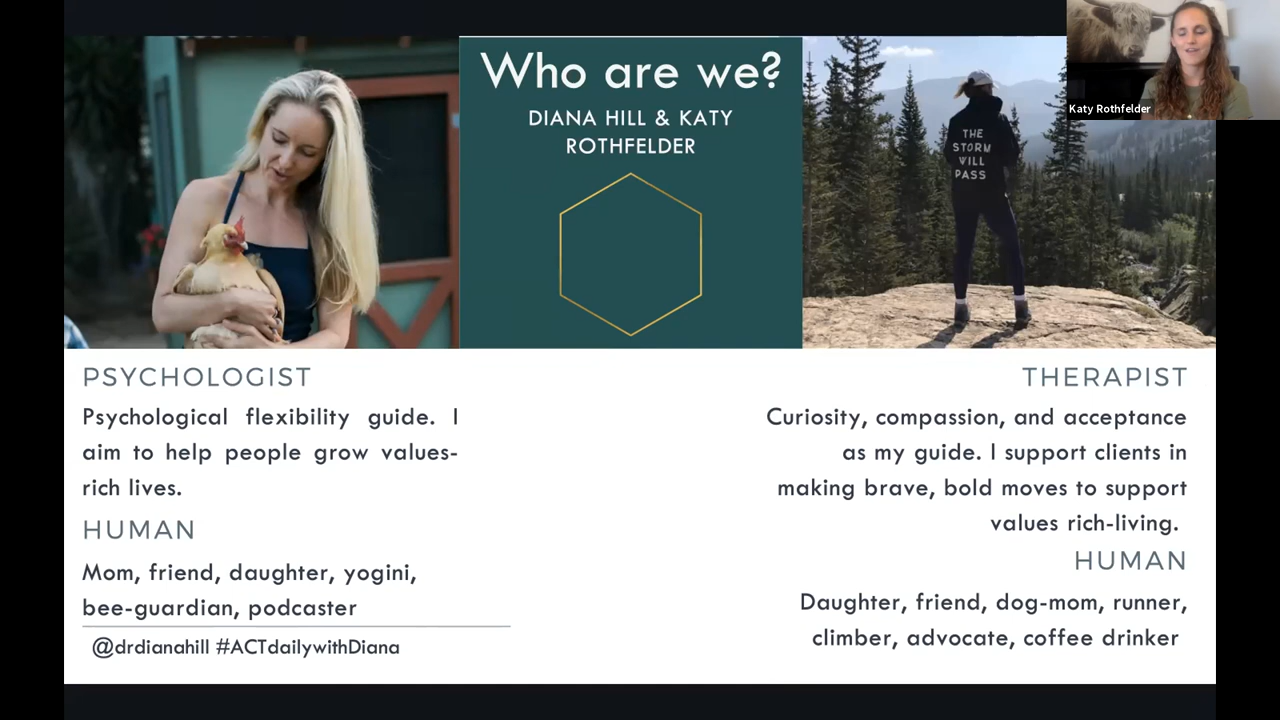 Who are we?
DIANA HILL & KATY
ROTHFELDER
THE
STORM
WILL
PASS
Katy Rothfelder
PSYCHOLOGIST
Psychological flexibility guide. I
aim to help people grow values-
rich lives.
HUMAN
Mom, friend, daughter, yogini,
bee-guardian, podcaster
@drdianahill #ACTdailywithDiana
THERAPIST
Curiosity, compassion, and acceptance
as my guide. I support clients in
making brave, bold moves to support
values rich-living.
HUMAN
Daughter, friend, dog-mom, runner,
climber, advocate, coffee drinker